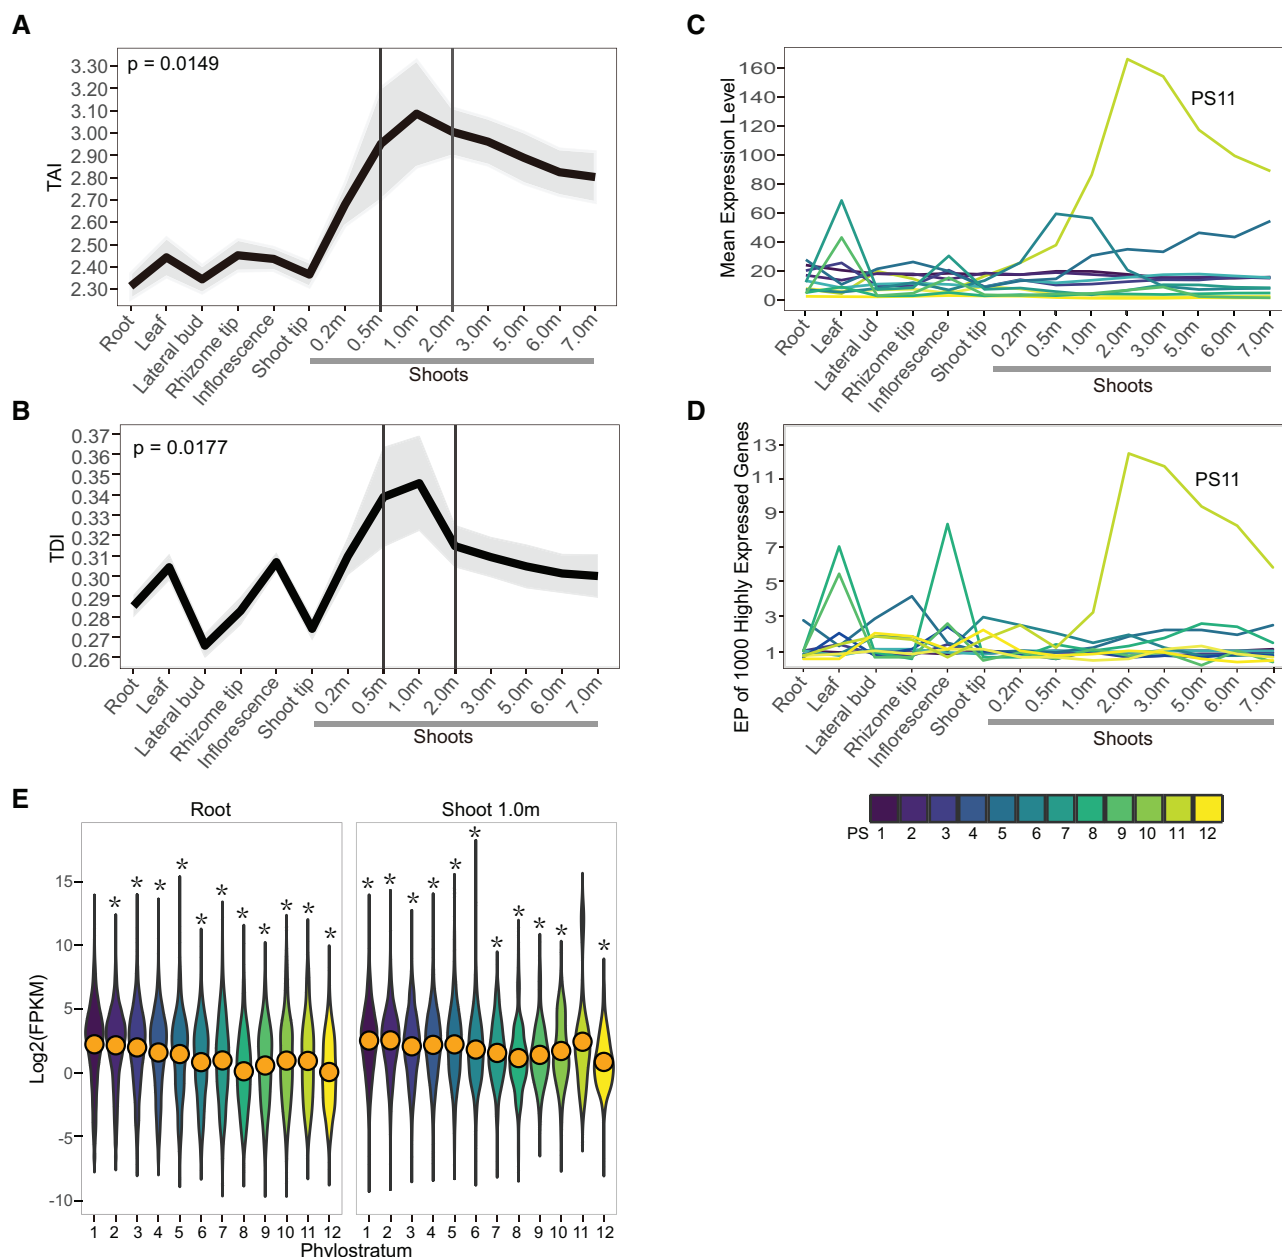 A
p = 0.0149
TAI
3.30
3.20
3.10
3.00
2.90
2.80
2.70
2.60
2.50
2.40
2.30
Root
Leaf
Lateral bud
Rhizome tip
Inflorescence
Shoot tip
0.2m
0.5m
1.0m
2.0m
3.0m
5.0m
6.0m
7.0m
Shoots
B
p = 0.0177
TDI
0.37
0.36
0.35
0.34
0.33
0.32
0.31
0.30
0.29
0.28
0.27
0.26
Root
Leaf
Lateral bud
Rhizome tip
Inflorescence
Shoot tip
0.2m
0.5m
1.0m
2.0m
3.0m
5.0m
6.0m
7.0m
Shoots
C
Mean Expression Level
160
140
120
100
80
60
40
20
0
PS11
Root
Leaf
Lateral ud
Rhizome tip
Inflorescence
Shoot tip
0.2m
0.5m
1.0m
2.0m
3.0m
5.0m
6.0m
7.0m
Shoots
D
EP of 1000 Highly Expressed Genes
13
11
9
7
5
3
1
PS11
Root
Leaf
Lateral bud
Rhizome tip
Inflorescence
Shoot tip
0.2m
0.5m
1.0m
2.0m
3.0m
5.0m
6.0m
7.0m
Shoots
PS 1 2 3 4 5 6 7 8 9 10 11 12
E
Root
Shoot 1.0m
Log2(FPKM)
15
10
5
0
-5
-10
* * * * * * * * * * *
* * * * * * * * * * *
1 2 3 4 5 6 7 8 9 10 11 12
1 2 3 4 5 6 7 8 9 10 11 12
Phylostratum